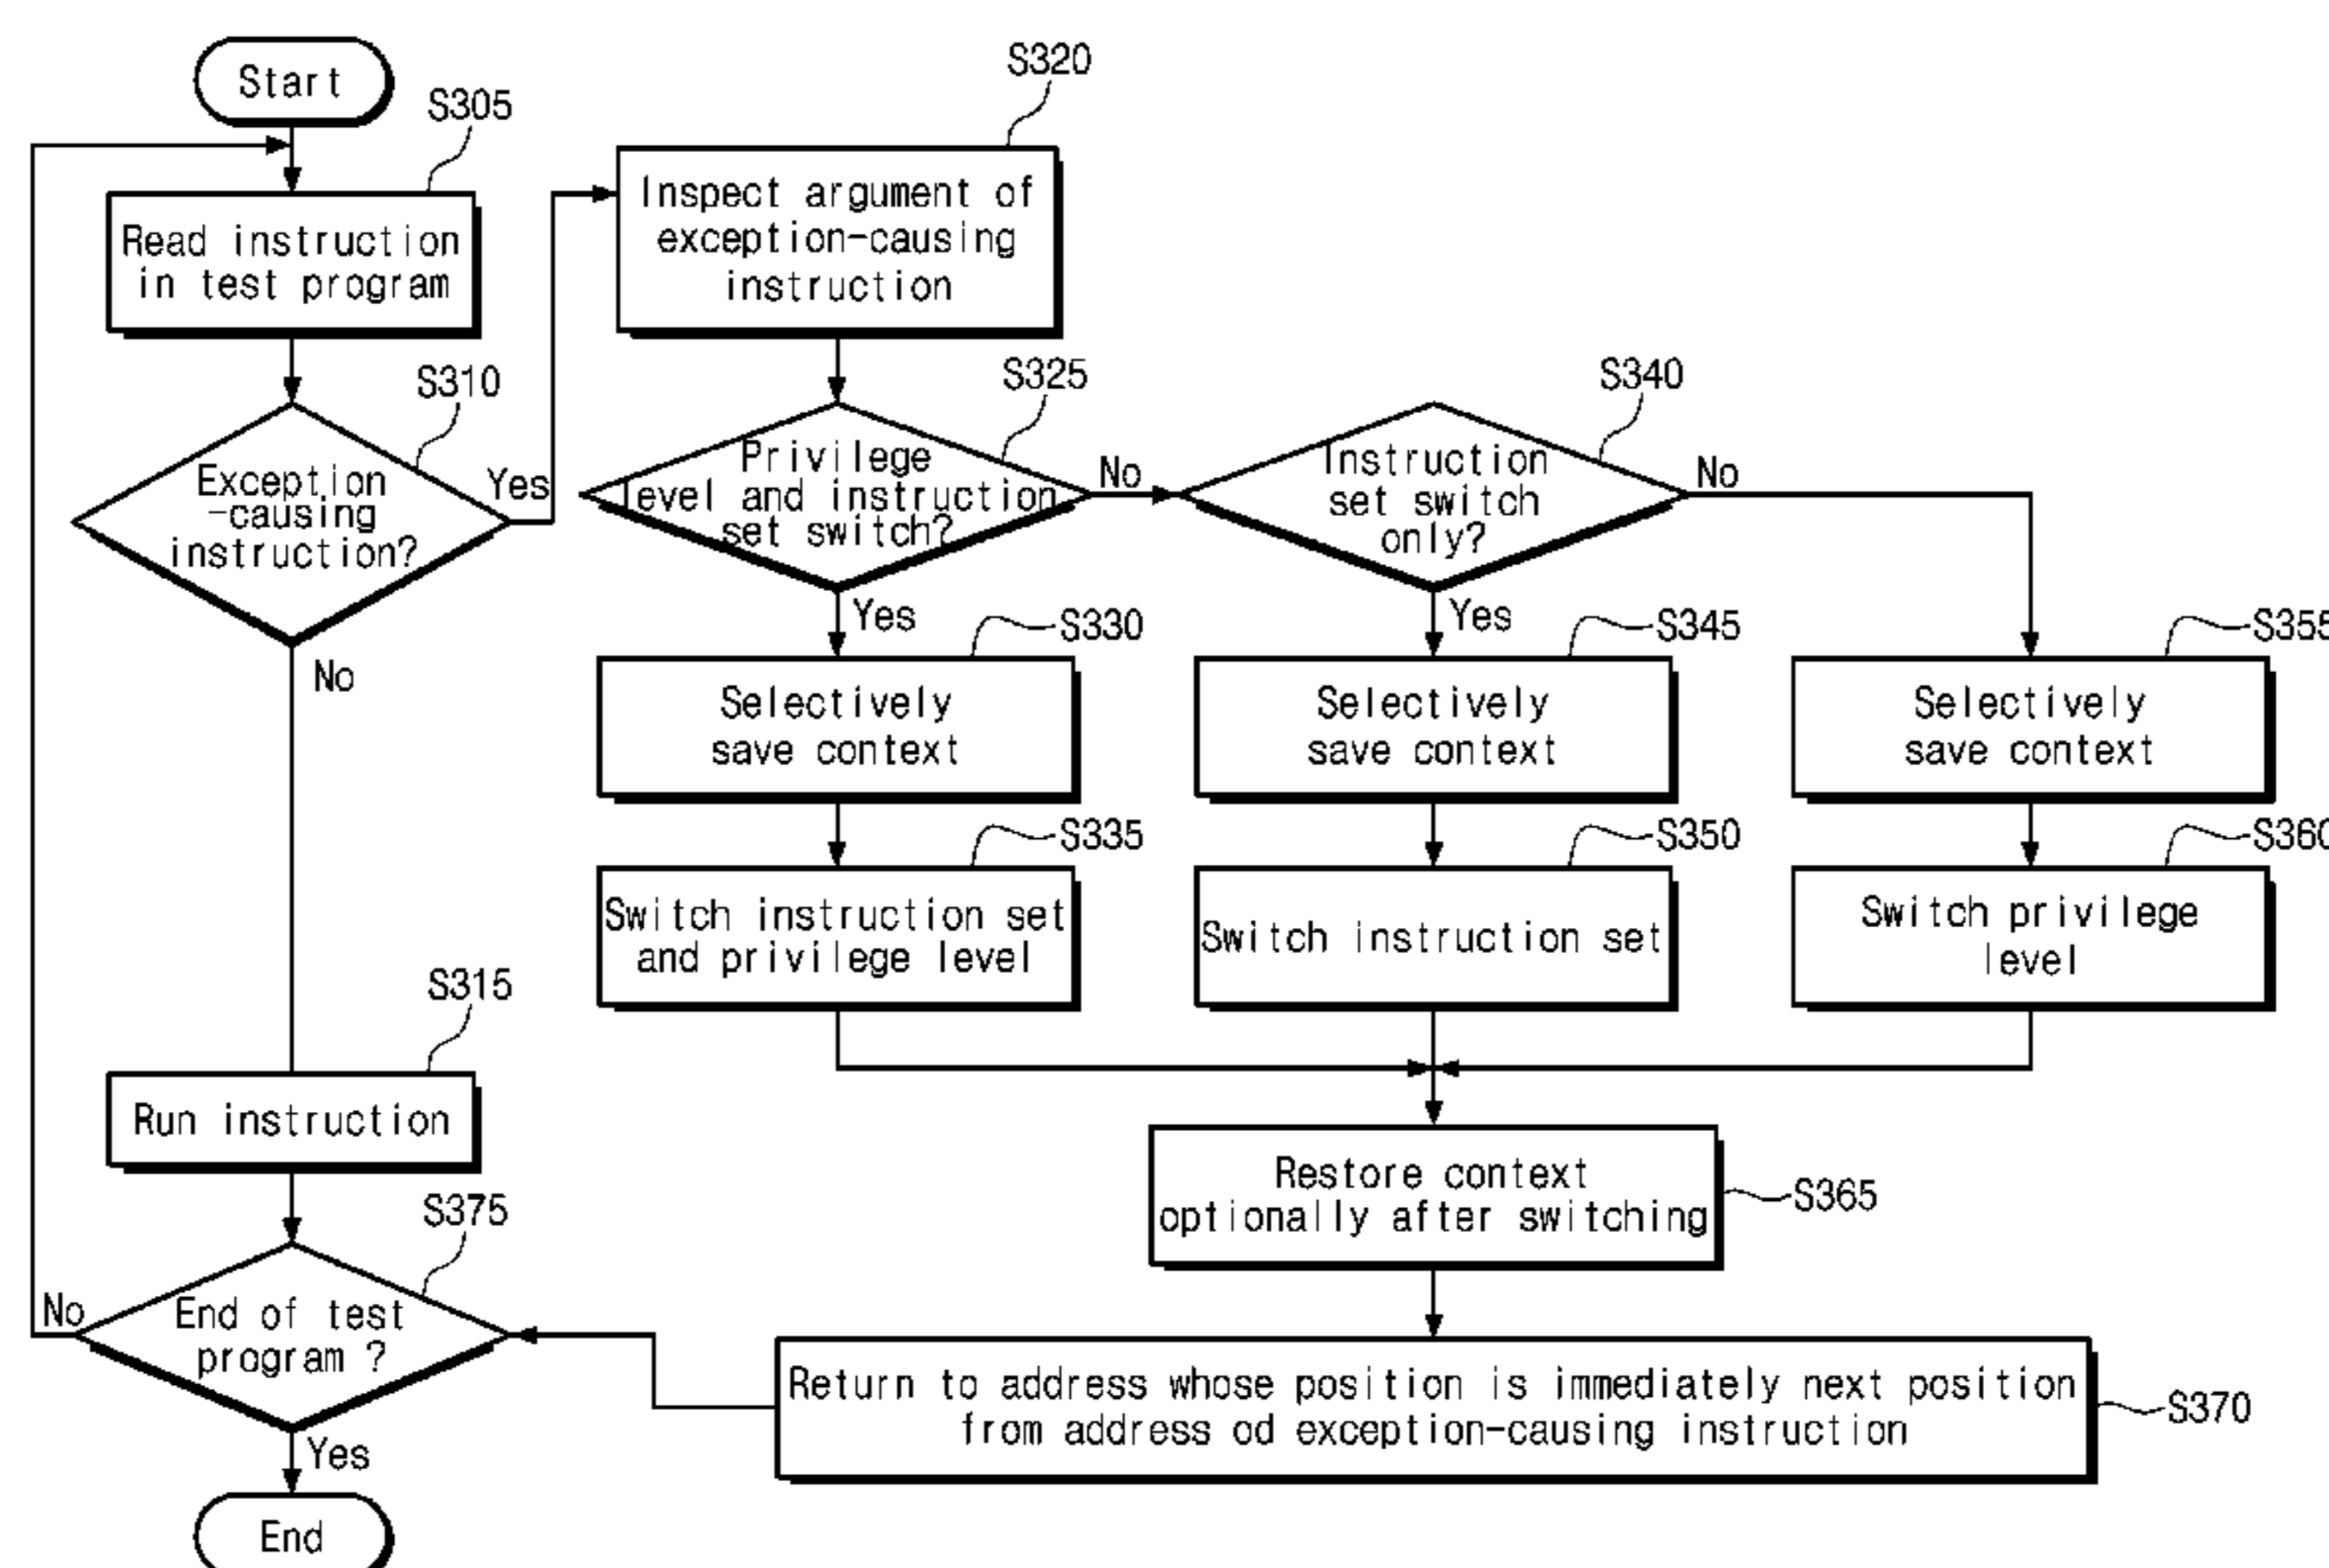 Start
S305
Read instruction
in test program
S310
Exception
-causing
instruction?
Yes
No
S315
Run instruction
S375
End of test
program ?
No
Yes
End
S320
Inspect argument of
exception-causing
instruction
S325
Privilege
level and instruction
set switch?
No
Yes
S330
Selectively
save context
S335
Switch instruction set
and privilege level
S340
Instruction
set switch
only?
No
Yes
S345
Selectively
save context
S350
Switch instruction set
S355
Selectively
save context
S360
Switch privilege
level
Restore context
optionally after switching
S365
Return to address whose position is immediately next position
from address od exception-causing instruction
S370